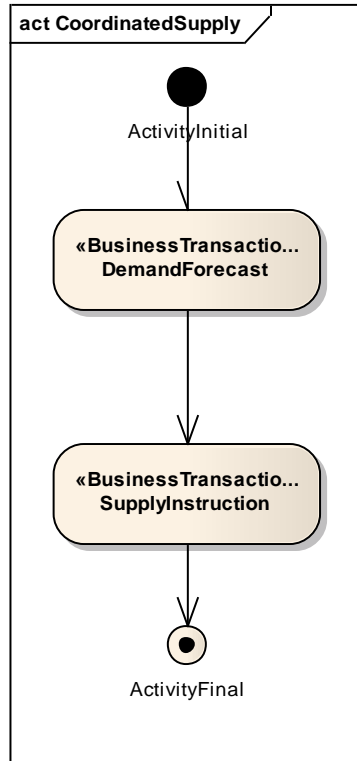 act CoordinatedSupply
ActivityInitial
«BusinessTransactio...
DemandForecast
«BusinessTransactio...
SupplyInstruction
ActivityFinal